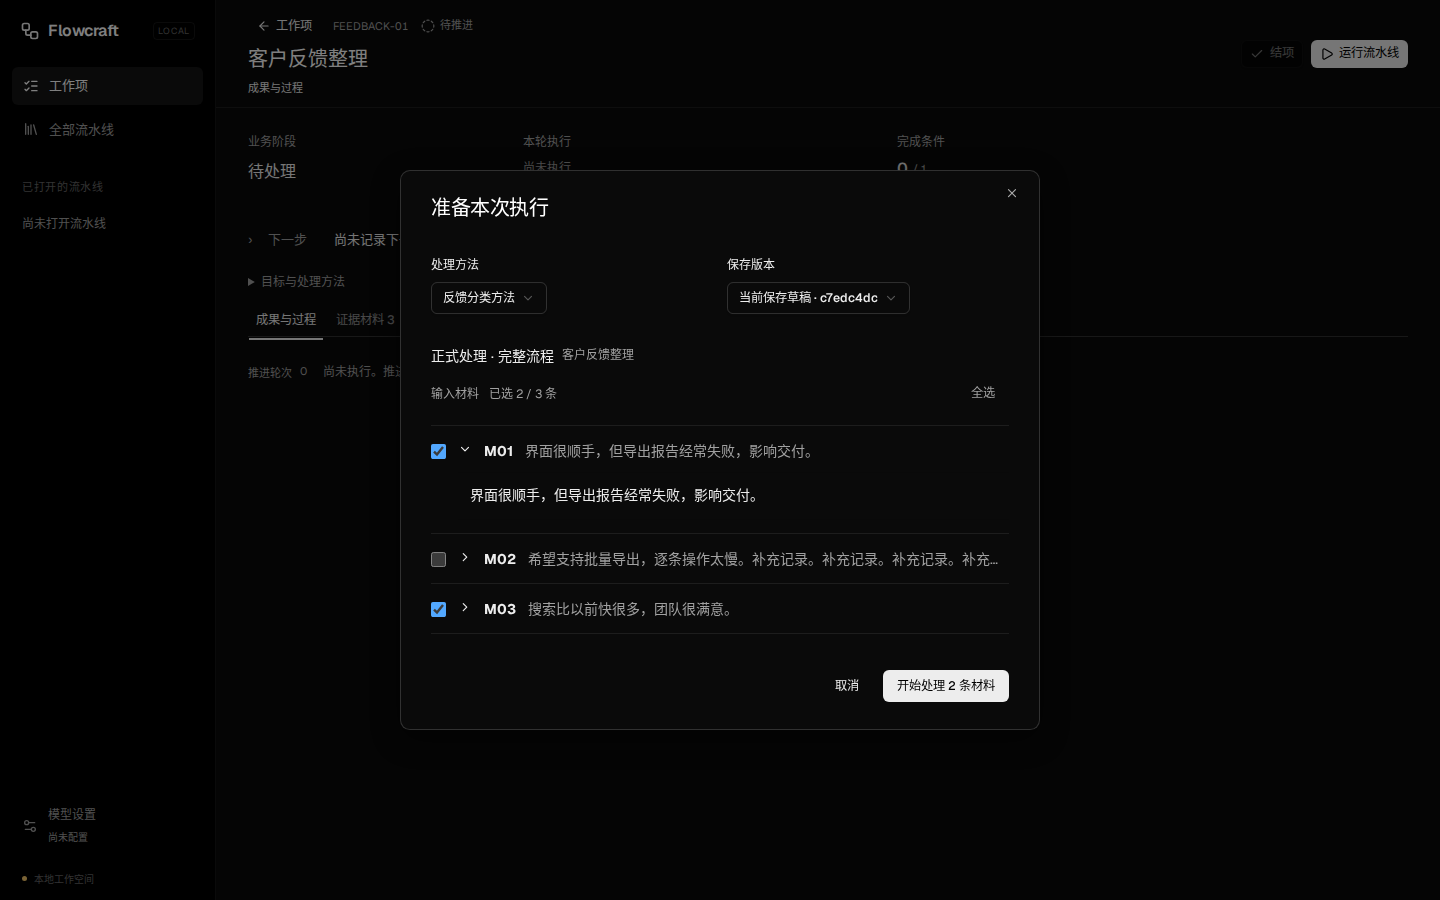 Flowcraft LOCAL
工作项
全部流水线
已打开的流水线
尚未打开流水线
模型设置
尚未配置
本地工作空间
工作项 FEEDBACK-01 待推进
客户反馈整理
成果与过程
结项 运行流水线
业务阶段 本轮执行 完成条件
待处理 尚未执行 0 / 1
下一步 尚未记录下
目标与处理方法
成果与过程 证据材料 3
推进轮次 0 尚未执行。推进
准备本次执行
处理方法 保存版本
反馈分类方法 当前保存草稿 · c7edc4dc
正式处理 · 完整流程 客户反馈整理
输入材料 已选 2 / 3 条 全选
M01 界面很顺手，但导出报告经常失败，影响交付。
界面很顺手，但导出报告经常失败，影响交付。
M02 希望支持批量导出，逐条操作太慢。补充记录。补充记录。补充记录。补充...
M03 搜索比以前快很多，团队很满意。
取消 开始处理 2 条材料